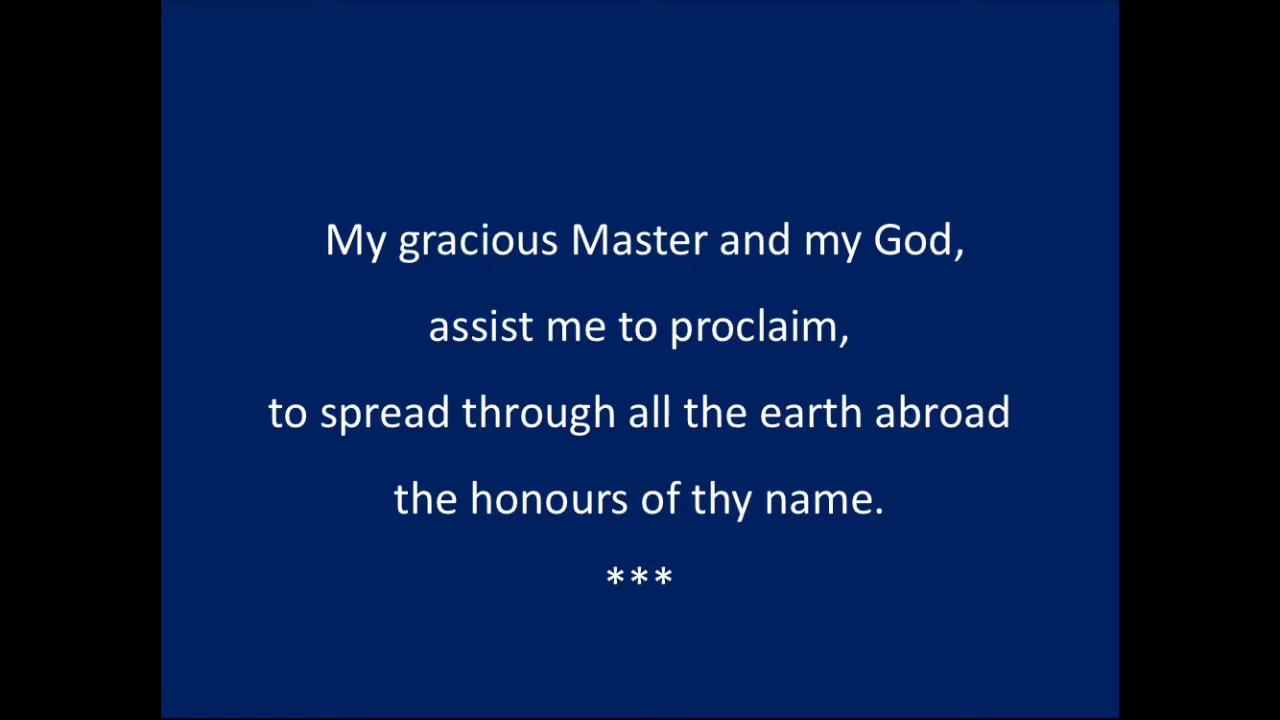 My gracious Master and my God,
assist me to proclaim,
to spread through all the earth abroad
the honours of thy name.
***